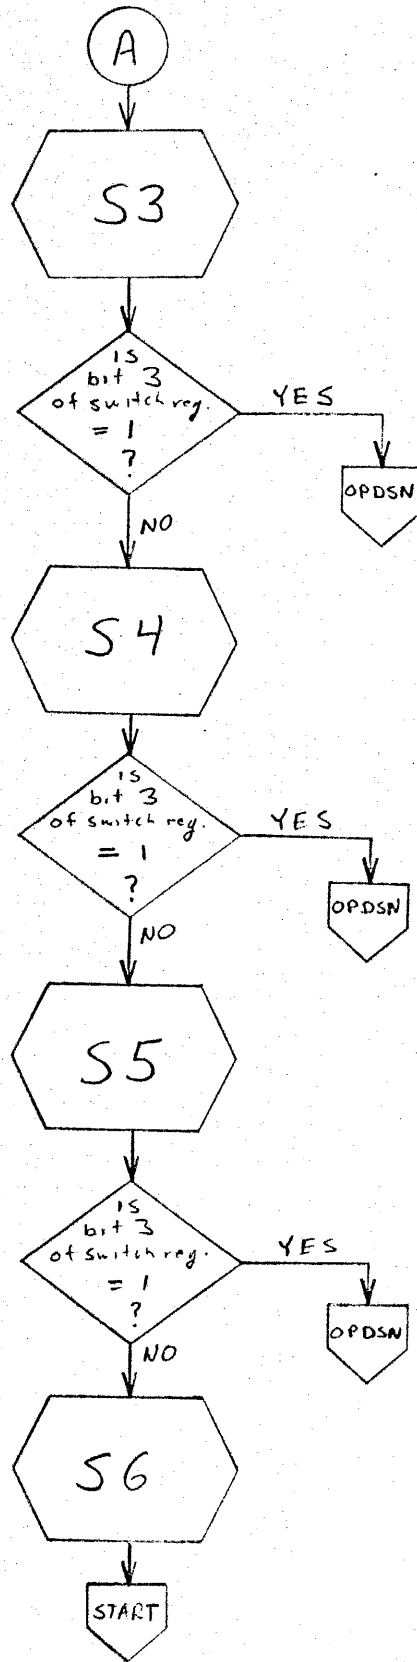 A
S3
is
bit 3
of switch reg.
= 1
?
YES
OPDSN
NO
S4
is
bit 3
of switch reg.
= 1
?
YES
OPDSN
NO
S5
is
bit 3
of switch reg.
= 1
?
YES
OPDSN
NO
S6
START